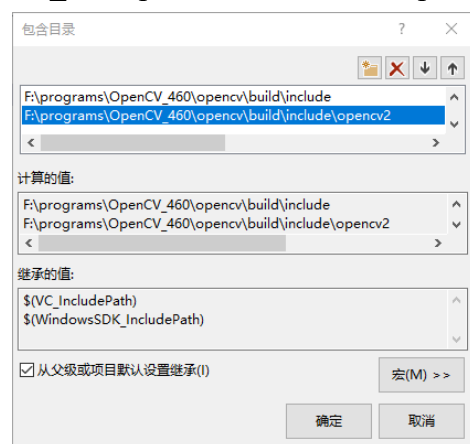 包含目录
F:\programs\OpenCV_460\opencv\build\include
F:\programs\OpenCV_460\opencv\build\include\opencv2
计算的值:
F:\programs\OpenCV_460\opencv\build\include
F:\programs\OpenCV_460\opencv\build\include\opencv2
继承的值:
$(VC_IncludePath)
$(WindowsSDK_IncludePath)
从父级或项目默认设置继承(I)
宏(M) >>
确定 取消